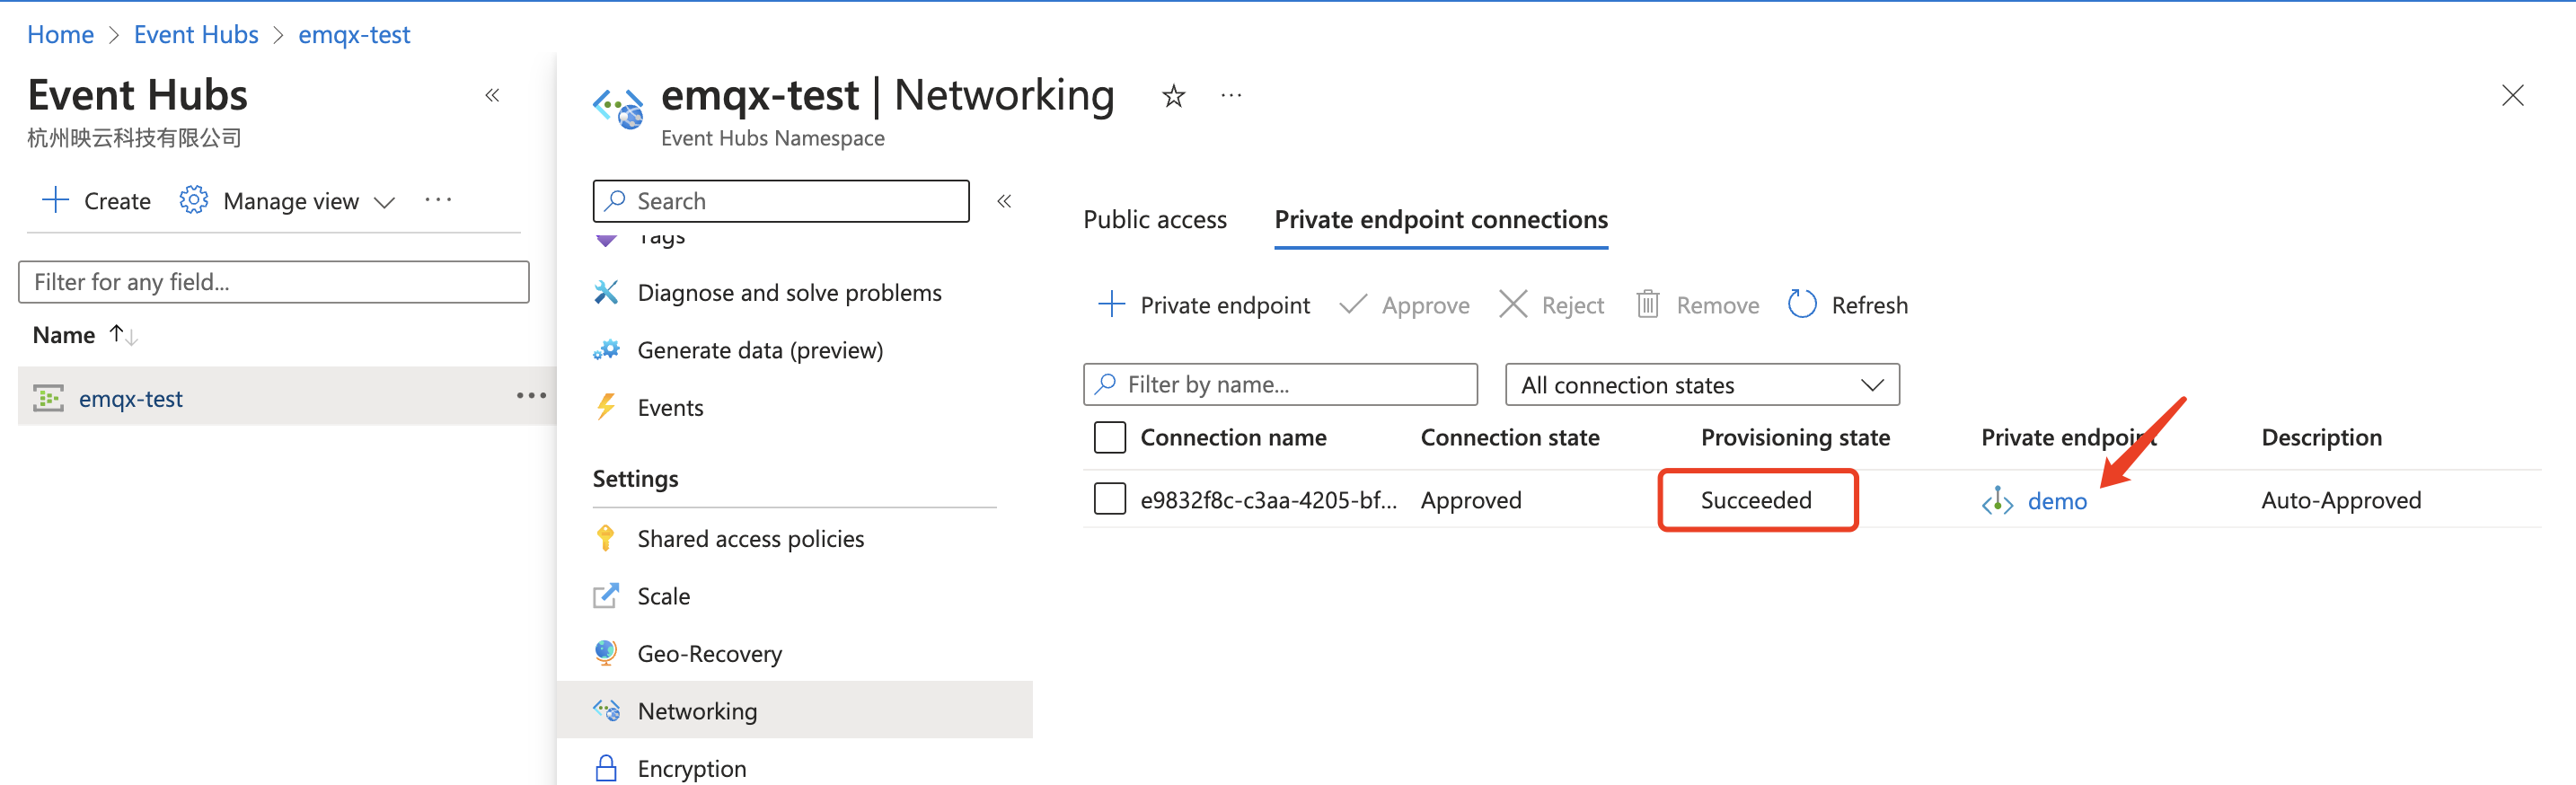 Home > Event Hubs > emqx-test
Event Hubs
杭州映云科技有限公司
Create Manage view
Filter for any field...
Name
emqx-test
emqx-test | Networking
Event Hubs Namespace
Search
Tags
Diagnose and solve problems
Generate data (preview)
Events
Settings
Shared access policies
Scale
Geo-Recovery
Networking
Encryption
Public access Private endpoint connections
Private endpoint Approve Reject Remove Refresh
Filter by name... All connection states
Connection name Connection state Provisioning state Private endpoint Description
e9832f8c-c3aa-4205-bf... Approved Succeeded demo Auto-Approved